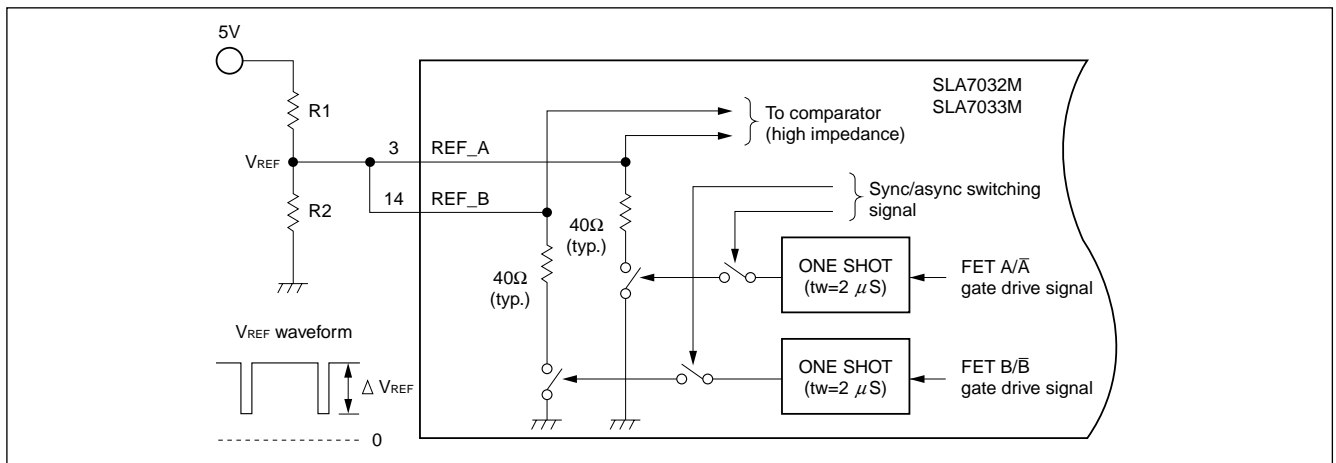 5V
R1
VREF
R2
3 REF_A
14 REF_B
SLA7032M
SLA7033M
To comparator
(high impedance)
Sync/async switching
signal
40Ω
(typ.)
40Ω
(typ.)
ONE SHOT
(tw=2 μS)
FET A/A̅
gate drive signal
ONE SHOT
(tw=2 μS)
FET B/B̅
gate drive signal
VREF waveform
△ VREF
0